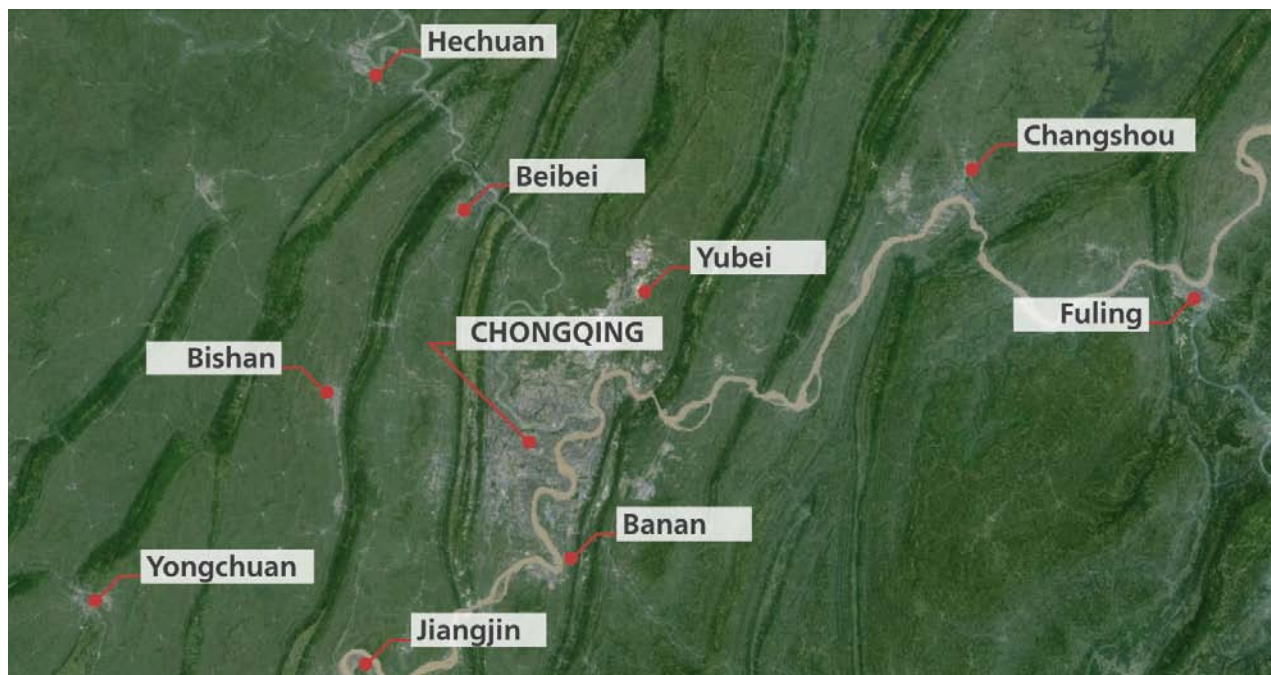 Hechuan
Changshou
Beibei
Yubei
Fuling
CHONGQING
Bishan
Banan
Yongchuan
Jiangjin